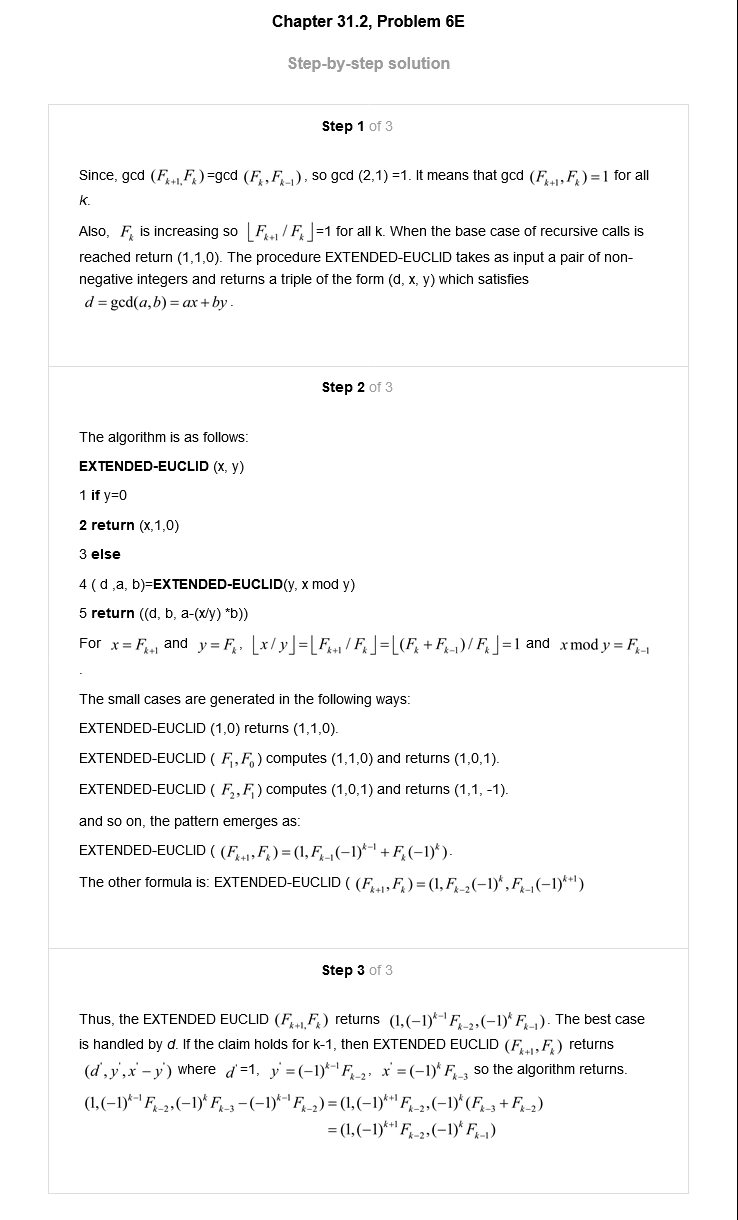 Chapter 31.2, Problem 6E
Step-by-step solution
Step 1 of 3
Since, gcd (F_{k+1,}F_k)=gcd (F_k, F_{k-1}), so gcd (2,1) =1. It means that gcd (F_{k+1}, F_k) = 1 for all
k.
Also, F_k is increasing so ⌊F_{k+1} / F_k⌋=1 for all k. When the base case of recursive calls is
reached return (1,1,0). The procedure EXTENDED-EUCLID takes as input a pair of non-
negative integers and returns a triple of the form (d, x, y) which satisfies
d = gcd(a,b) = ax + by.
Step 2 of 3
The algorithm is as follows:
EXTENDED-EUCLID (x, y)
1 if y=0
2 return (x,1,0)
3 else
4 ( d ,a, b)=EXTENDED-EUCLID(y, x mod y)
5 return ((d, b, a-(x/y) *b))
For x = F_{k+1} and y = F_k, ⌊x / y⌋ = ⌊F_{k+1} / F_k⌋ = ⌊(F_k + F_{k-1}) / F_k⌋ = 1 and x mod y = F_{k-1}
.
The small cases are generated in the following ways:
EXTENDED-EUCLID (1,0) returns (1,1,0).
EXTENDED-EUCLID ( F_1, F_0) computes (1,1,0) and returns (1,0,1).
EXTENDED-EUCLID ( F_2, F_1) computes (1,0,1) and returns (1,1, -1).
and so on, the pattern emerges as:
EXTENDED-EUCLID ( (F_{k+1}, F_k) = (1, F_{k-1}(-1)^{k-1} + F_k(-1)^k).
The other formula is: EXTENDED-EUCLID ( (F_{k+1}, F_k) = (1, F_{k-2}(-1)^k, F_{k-1}(-1)^{k+1})
Step 3 of 3
Thus, the EXTENDED EUCLID (F_{k+1,}F_k) returns (1,(-1)^{k-1}F_{k-2},(-1)^k F_{k-1}). The best case
is handled by d. If the claim holds for k-1, then EXTENDED EUCLID (F_{k+1}, F_k) returns
(d', y', x' - y') where d'=1, y' = (-1)^{k-1}F_{k-2}, x' = (-1)^k F_{k-3} so the algorithm returns.
(1,(-1)^{k-1}F_{k-2},(-1)^k F_{k-3} - (-1)^{k-1}F_{k-2}) = (1,(-1)^{k+1}F_{k-2},(-1)^k(F_{k-3} + F_{k-2})
= (1,(-1)^{k+1}F_{k-2},(-1)^k F_{k-1})